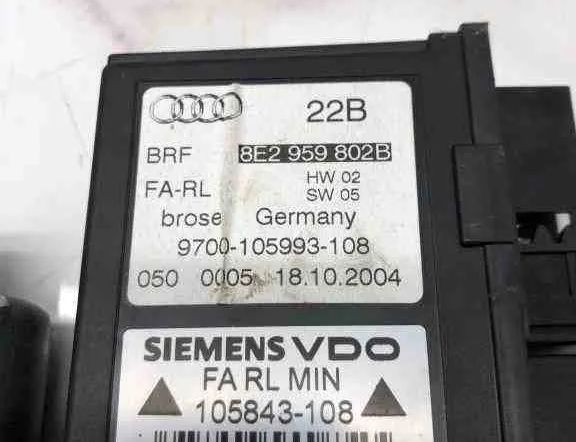 22B
BRF 8E2 959 802B
FA-RL HW 02
SW 05
brose Germany
9700-105993-108
050 0005 18.10.2004
SIEMENS VDO
FA RL MIN
105843-108